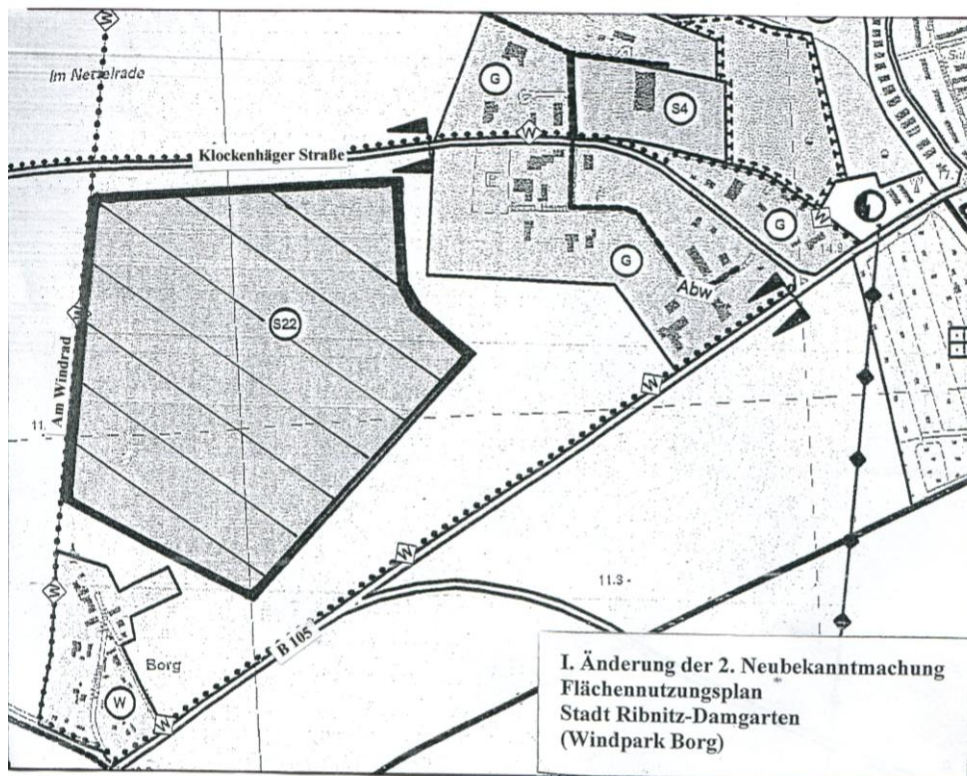 W
Im Nettelrade
G
G
S4
W
Klockenhäger Straße
E
W
G
14.9
G
Abw
S22
W
Am Windrad
W
11.
W
W
11.3
B 105
Borg
W
W
I. Änderung der 2. Neubekanntmachung
Flächennutzungsplan
Stadt Ribnitz-Damgarten
(Windpark Borg)